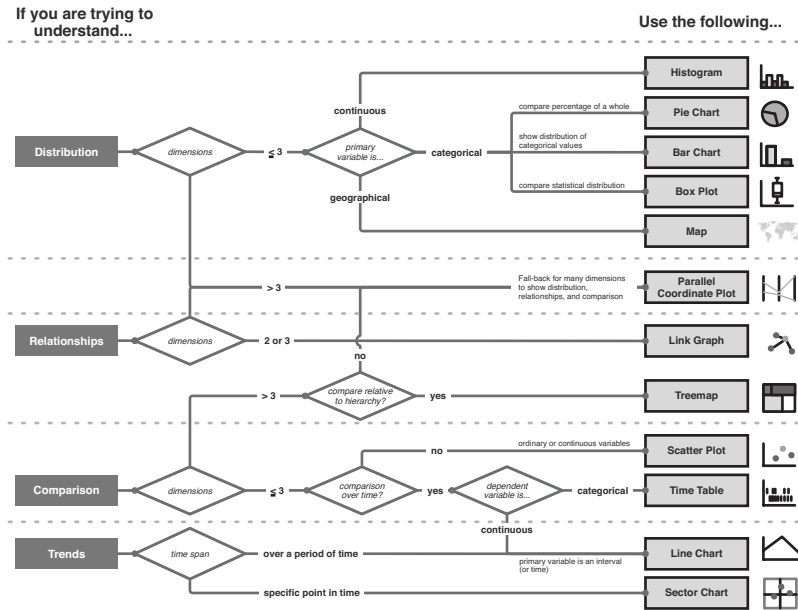 If you are trying to
understand...
Use the following...
Histogram
continuous
compare percentage of a whole
Pie Chart
Distribution
dimensions
≤ 3
primary
variable is...
categorical
show distribution of
categorical values
Bar Chart
compare statistical distribution
Box Plot
geographical
Map
> 3
Fall-back for many dimensions
to show distribution,
relationships, and comparison
Parallel
Coordinate Plot
Relationships
dimensions
2 or 3
Link Graph
no
> 3
compare relative
to hierarchy?
yes
Treemap
no
ordinary or continuous variables
Scatter Plot
Comparison
dimensions
≤ 3
comparison
over time?
yes
dependent
variable is...
categorical
Time Table
continuous
Trends
time span
over a period of time
primary variable is an interval
(or time)
Line Chart
specific point in time
Sector Chart